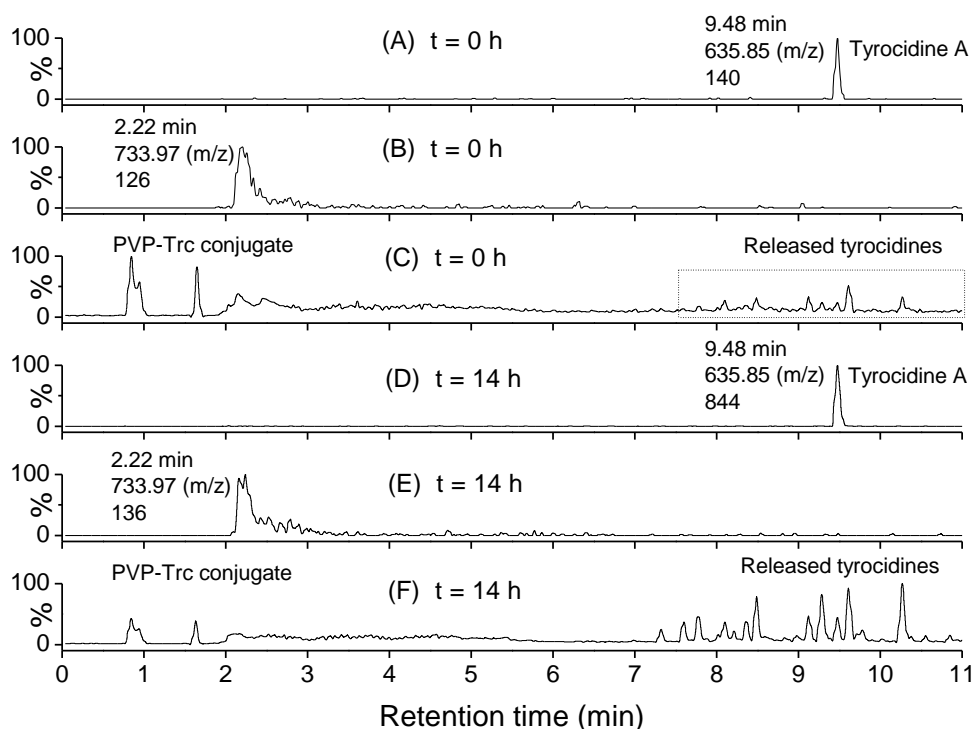 100
%
0
(A) t = 0 h
9.48 min
635.85 (m/z)
140
Tyrocidine A
2.22 min
733.97 (m/z)
126
100
%
0
(B) t = 0 h
PVP-Trc conjugate
Released tyrocidines
100
%
0
(C) t = 0 h
9.48 min
635.85 (m/z)
844
Tyrocidine A
100
%
0
(D) t = 14 h
2.22 min
733.97 (m/z)
136
100
%
0
(E) t = 14 h
PVP-Trc conjugate
Released tyrocidines
100
%
0
(F) t = 14 h
0 1 2 3 4 5 6 7 8 9 10 11
Retention time (min)